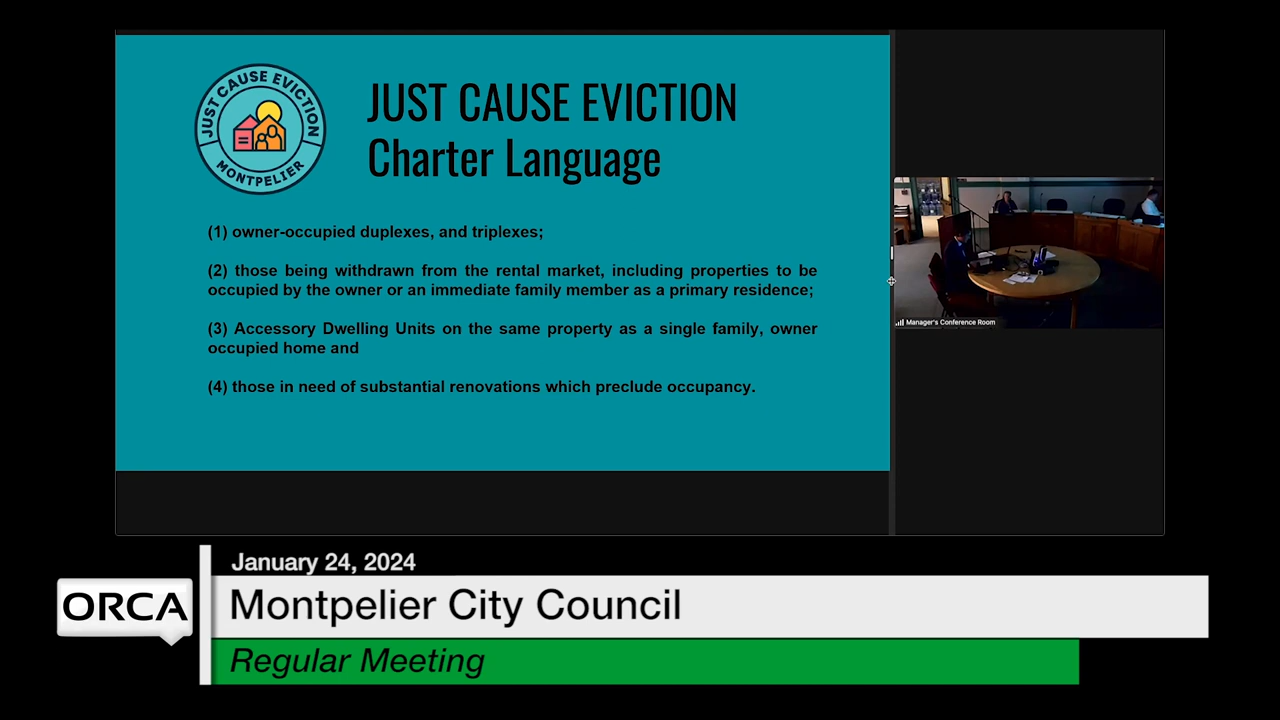 JUST CAUSE EVICTION
MONTPELIER
JUST CAUSE EVICTION
Charter Language
(1) owner-occupied duplexes, and triplexes;
(2) those being withdrawn from the rental market, including properties to be
occupied by the owner or an immediate family member as a primary residence;
(3) Accessory Dwelling Units on the same property as a single family, owner
occupied home and
(4) those in need of substantial renovations which preclude occupancy.
Manager's Conference Room
January 24, 2024
ORCA
Montpelier City Council
Regular Meeting